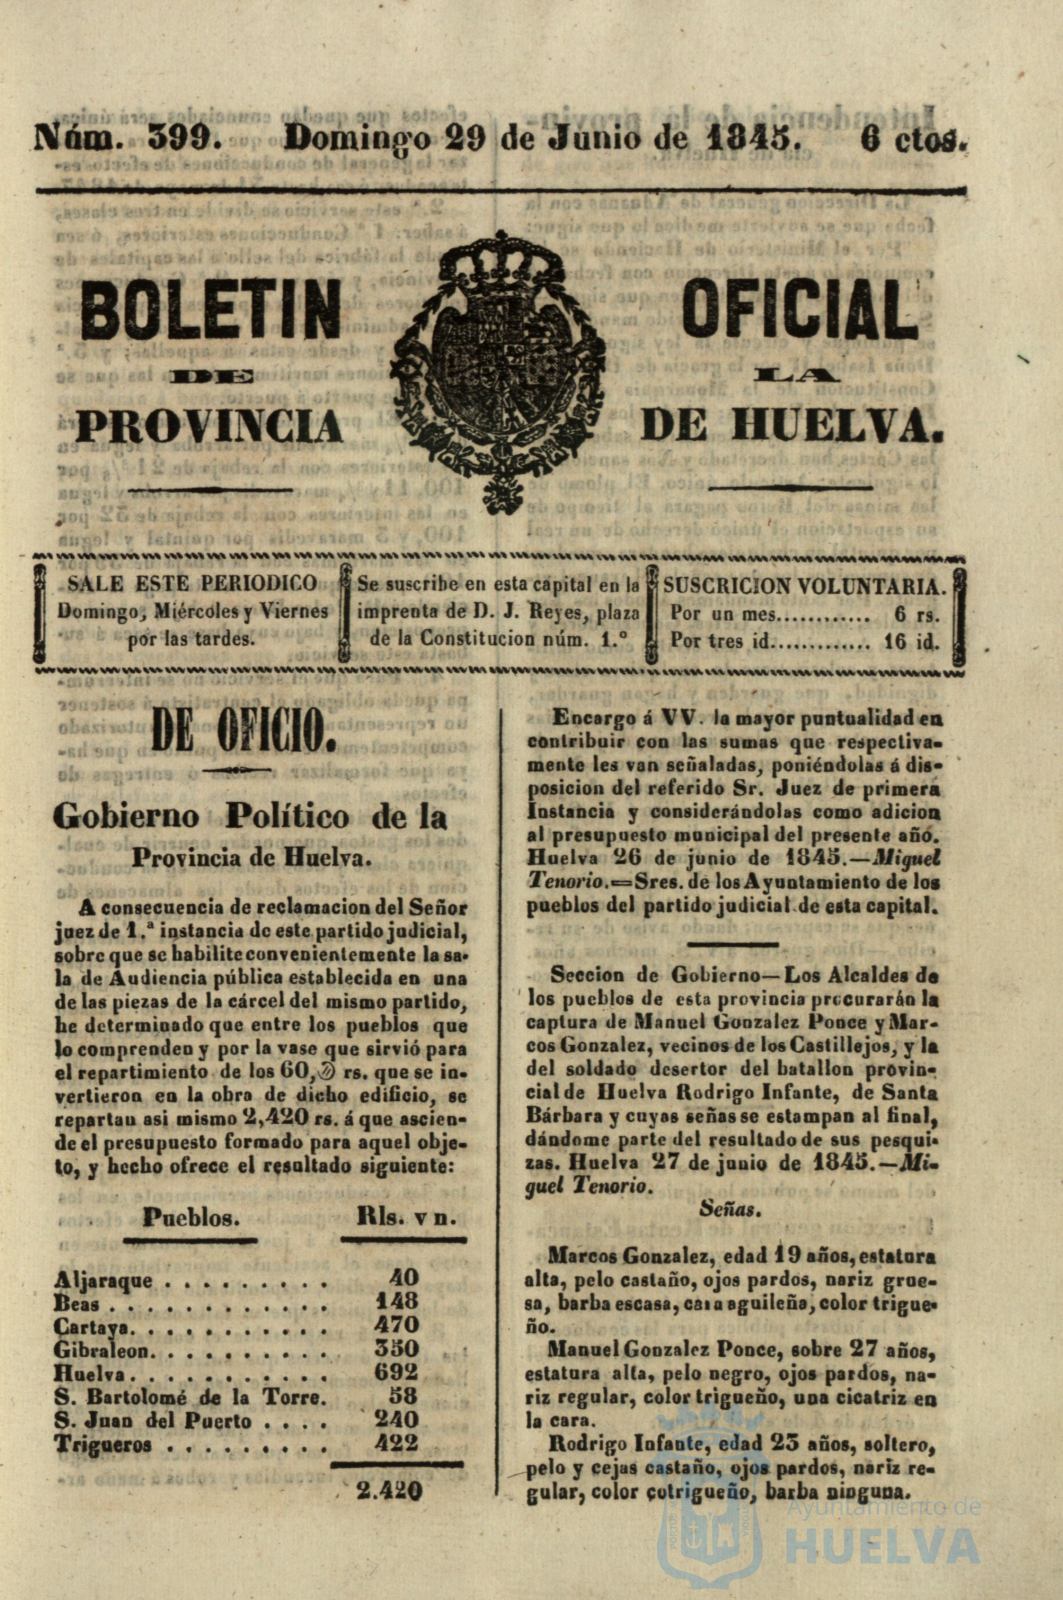 Núm. 399. Domingo 29 de Junio de 1845. 6 ctos.
BOLETIN OFICIAL
DE LA
PROVINCIA DE HUELVA.
SALE ESTE PERIODICO
Domingo, Miércoles y Viernes
por las tardes.
Se suscribe en esta capital en la
imprenta de D. J. Reyes, plaza
de la Constitucion núm. 1.º
SUSCRICION VOLUNTARIA.
Por un mes............ 6 rs.
Por tres id............. 16 id.
DE OFICIO.
Gobierno Político de la
Provincia de Huelva.
A consecuencia de reclamacion del Señor
juez de 1.ª instancia de este partido judicial,
sobre que se habilite convenientemente la sa-
la de Audiencia pública establecida en una
de las piezas de la cárcel del mismo partido,
he determinado que entre los pueblos que
lo comprenden y por la vase que sirvió para
el repartimiento de los 60, rs. que se in-
vertieron en la obra de dicho edificio, se
repartan asi mismo 2,420 rs. á que ascien-
de el presupuesto formado para aquel obje-
to, y hecho ofrece el resultado siguiente:
Pueblos. Rls. vn.
Aljaraque . . . . . . . . . 40
Beas . . . . . . . . . . . . 148
Cartaya. . . . . . . . . . . 470
Gibraleon. . . . . . . . . . 350
Huelva. . . . . . . . . . . 692
S. Bartolomé de la Torre. 58
S. Juan del Puerto . . . . 240
Trigueros . . . . . . . . . 422
2.420
Encargo á VV. la mayor puntualidad en
contribuir con las sumas que respectiva-
mente les van señaladas, poniéndolas á dis-
posicion del referido Sr. Juez de primera
Instancia y considerándolas como adicion
al presupuesto municipal del presente año.
Huelva 26 de junio de 1845.—Miguel
Tenorio.=Sres. de los Ayuntamiento de los
pueblos del partido judicial de esta capital.
Seccion de Gobierno—Los Alcaldes de
los pueblos de esta provincia procurarán la
captura de Manuel Gonzalez Ponce y Mar-
cos Gonzalez, vecinos de los Castillejos, y la
del soldado desertor del batallon provin-
cial de Huelva Rodrigo Infante, de Santa
Bárbara y cuyas señas se estampan al final,
dándome parte del resultado de sus pesqui-
zas. Huelva 27 de junio de 1845.—Mi-
guel Tenorio.
Señas.
Marcos Gonzalez, edad 19 años, estatura
alta, pelo castaño, ojos pardos, nariz grue-
sa, barba escasa, cara aguileña, color trigue-
ño.
Manuel Gonzalez Ponce, sobre 27 años,
estatura alta, pelo negro, ojos pardos, na-
riz regular, color trigueño, una cicatriz en
la cara.
Rodrigo Infante, edad 23 años, soltero,
pelo y cejas castaño, ojos pardos, nariz re-
gular, color cotrigueño, barba ninguna.
Ayuntamiento de
HUELVA